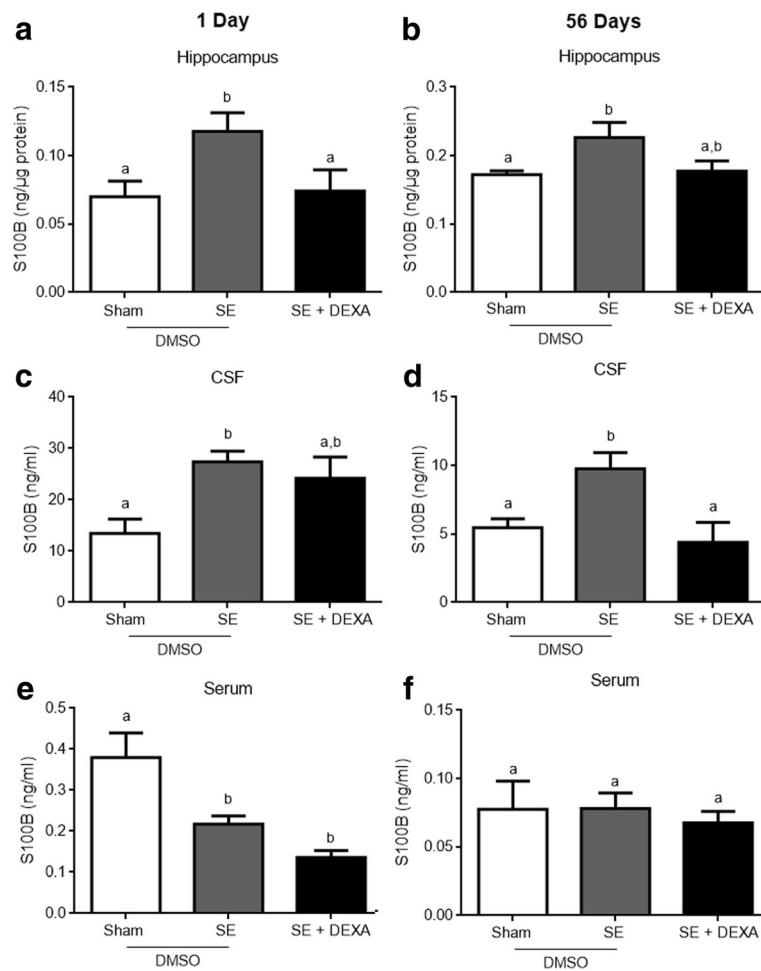 1 Day
56 Days
a
Hippocampus
S100B (ng/µg protein)
0.15
0.10
0.05
0.00
a
b
a
Sham
SE
SE + DEXA
DMSO
b
Hippocampus
S100B (ng/µg protein)
0.3
0.2
0.1
0.0
a
b
a,b
Sham
SE
SE + DEXA
DMSO
c
CSF
S100B (ng/ml)
40
30
20
10
0
a
b
a,b
Sham
SE
SE + DEXA
DMSO
d
CSF
S100B (ng/ml)
15
10
5
0
a
b
a
Sham
SE
SE + DEXA
DMSO
e
Serum
S100B (ng/ml)
0.5
0.4
0.3
0.2
0.1
0.0
a
b
b
Sham
SE
SE + DEXA
DMSO
f
Serum
S100B (ng/ml)
0.15
0.10
0.05
0.00
a
a
a
Sham
SE
SE + DEXA
DMSO